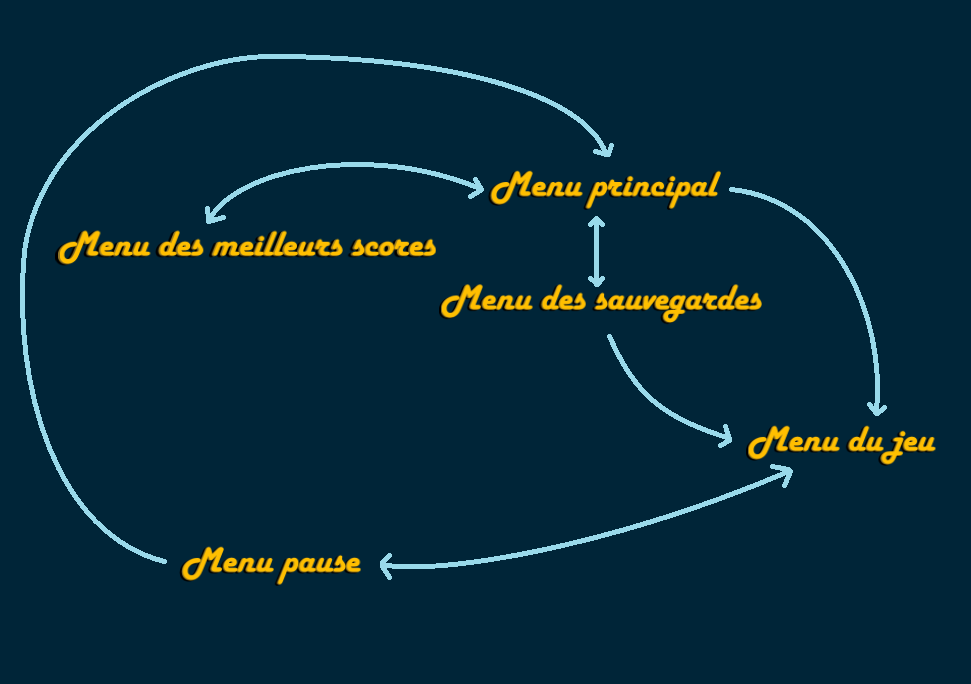 Menu principal
Menu des meilleurs scores
Menu des sauvegardes
Menu du jeu
Menu pause